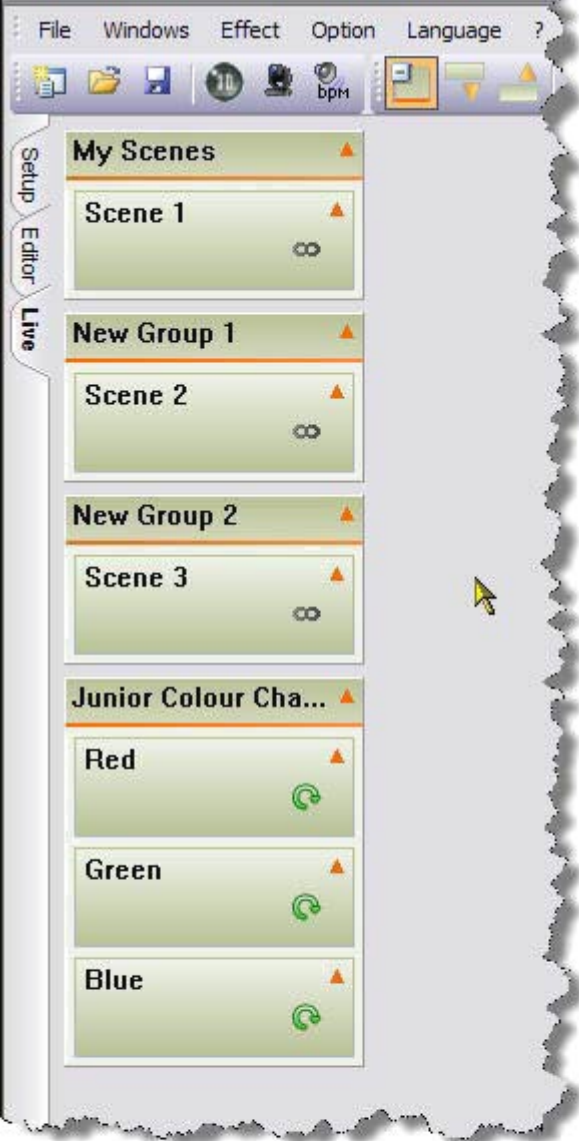 File Windows Effect Option Language ?
3D bpm
Setup
Editor
Live
My Scenes
Scene 1
New Group 1
Scene 2
New Group 2
Scene 3
Junior Colour Cha...
Red
Green
Blue